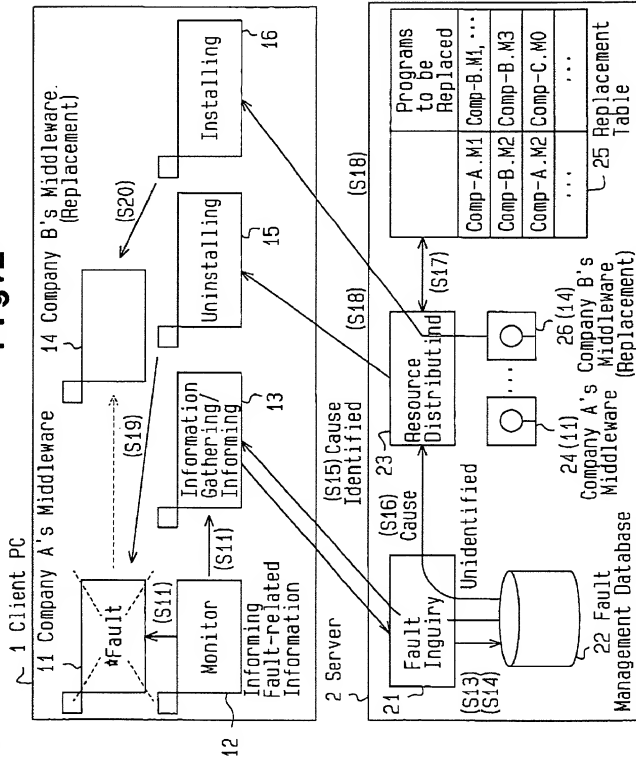 1 Client PC
11 Company A's Middleware
14 Company B's Middleware
(Replacement)
☆Fault
(S11)
(S19)
(S20)
12
Monitor
(S11)
Information
Gathering/
Informing
13
Uninstalling
15
Installing
16
Informing
Fault-related
Information
(S15) Cause
Identified
(S18)
(S18)
2 Server
21
Fault
Inguiry
(S13)
(S14)
(S16)
Cause
Unidentified
23
Resource
Distributind
(S17)
Programs
to be
Replaced
Comp-A.M1
Comp-B.M1, ···
Comp-B.M2
Comp-B.M3
Comp-A.M2
Comp-C.M0
...
...
25 Replacement
Table
22 Fault
Management Database
24(11)
Company A's
Middleware
....
26(14)
Company B's
Middleware
(Replacement)